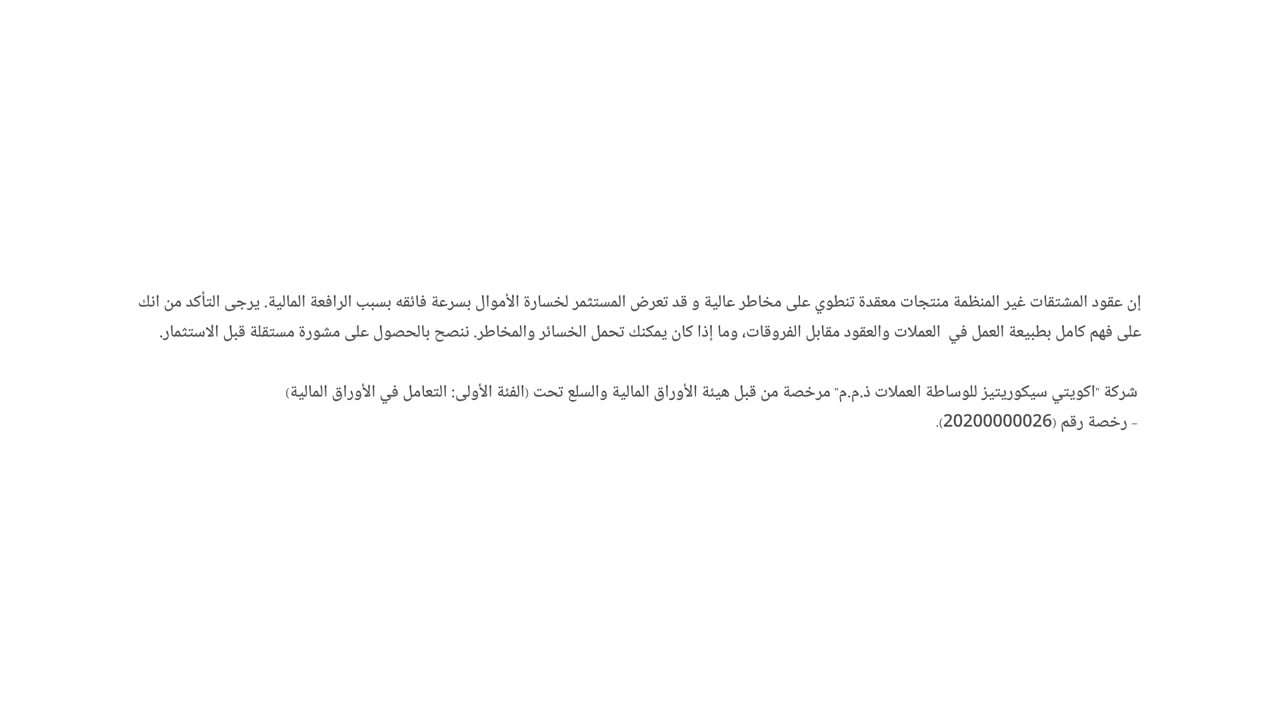 إن عقود المشتقات غير المنظمة منتجات معقدة تنطوي على مخاطر عالية و قد تعرض المستثمر لخسارة الأموال بسرعة فائقه بسبب الرافعة المالية. يرجى التأكد من انك
على فهم كامل بطبيعة العمل في العملات والعقود مقابل الفروقات، وما إذا كان يمكنك تحمل الخسائر والمخاطر. ننصح بالحصول على مشورة مستقلة قبل الاستثمار.
شركة "اكويتي سيكوريتيز للوساطة العملات ذ.م.م" مرخصة من قبل هيئة الأوراق المالية والسلع تحت (الفئة الأولى: التعامل في الأوراق المالية)
– رخصة رقم (20200000026).